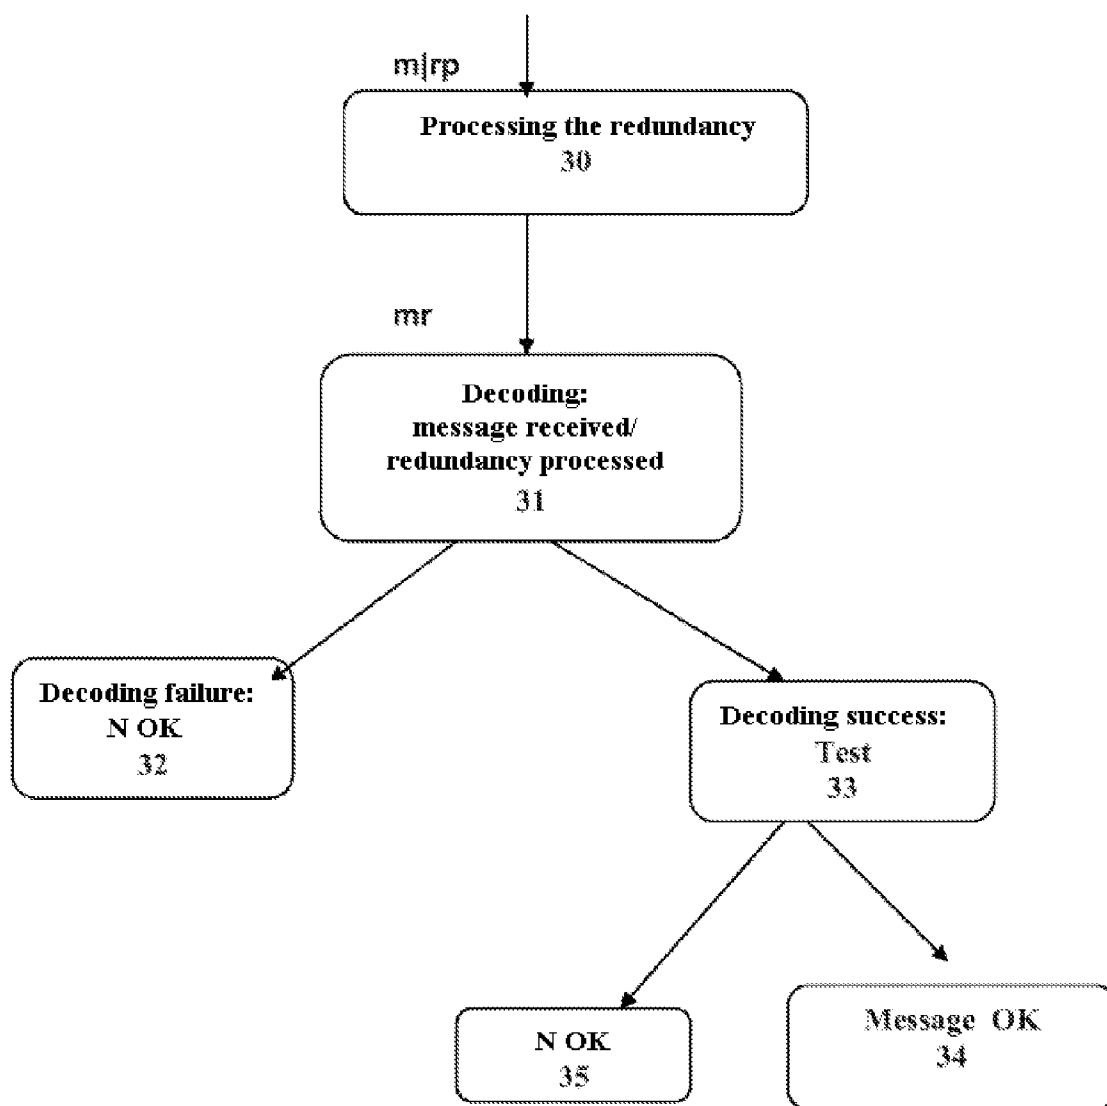 m|rp
Processing the redundancy
30
mr
Decoding:
message received/
redundancy processed
31
Decoding failure:
N OK
32
Decoding success:
Test
33
N OK
35
Message OK
34